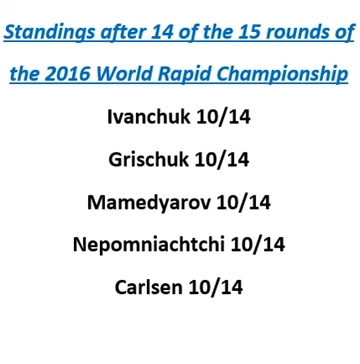 Standings after 14 of the 15 rounds of
the 2016 World Rapid Championship
Ivanchuk 10/14
Grischuk 10/14
Mamedyarov 10/14
Nepomniachtchi 10/14
Carlsen 10/14